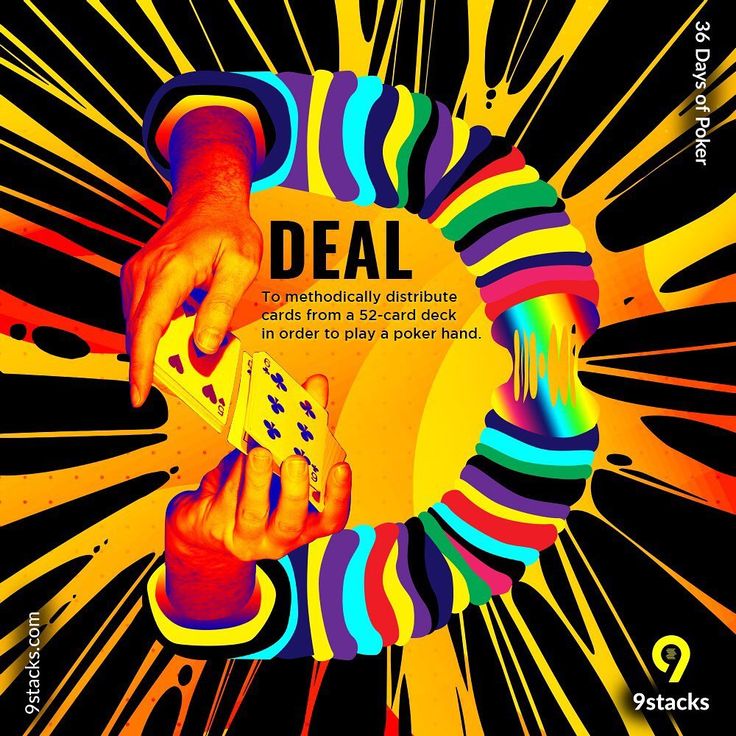 36 Days of Poker
DEAL
To methodically distribute
cards from a 52-card deck
in order to play a poker hand.
9stacks.com
9
9stacks